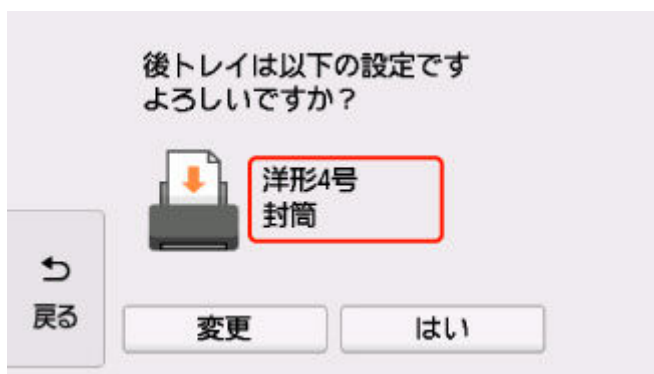 後トレイは以下の設定です
よろしいですか？
洋形4号
封筒
戻る
変更
はい